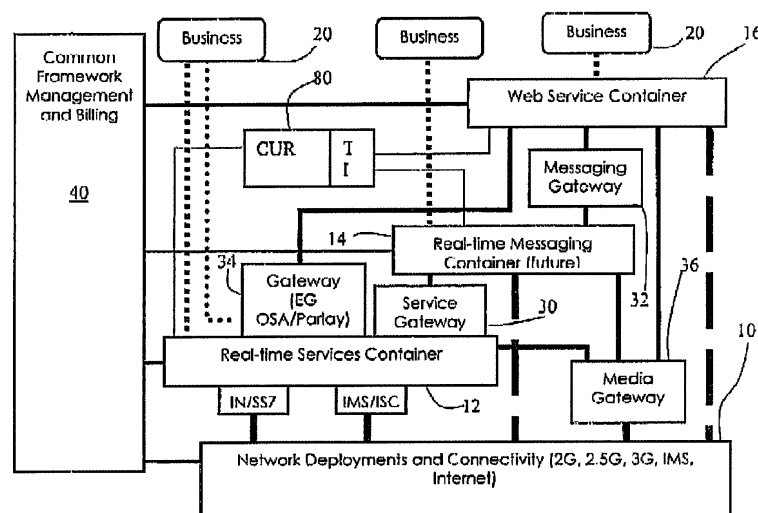 Business
20
Business
Business
20
16
Common
Framework
Management
and Billing
40
80
Web Service Container
CUR
T
I
Messaging
Gateway
14
Real-time Messaging
Container (future)
34
Gateway
(EG
OSA/Parlay)
Service
Gateway
30
32
36
Real-time Services Container
10
Media
Gateway
IN/SS7
IMS/ISC
12
Network Deployments and Connectivity (2G, 2.5G, 3G, IMS,
Internet)